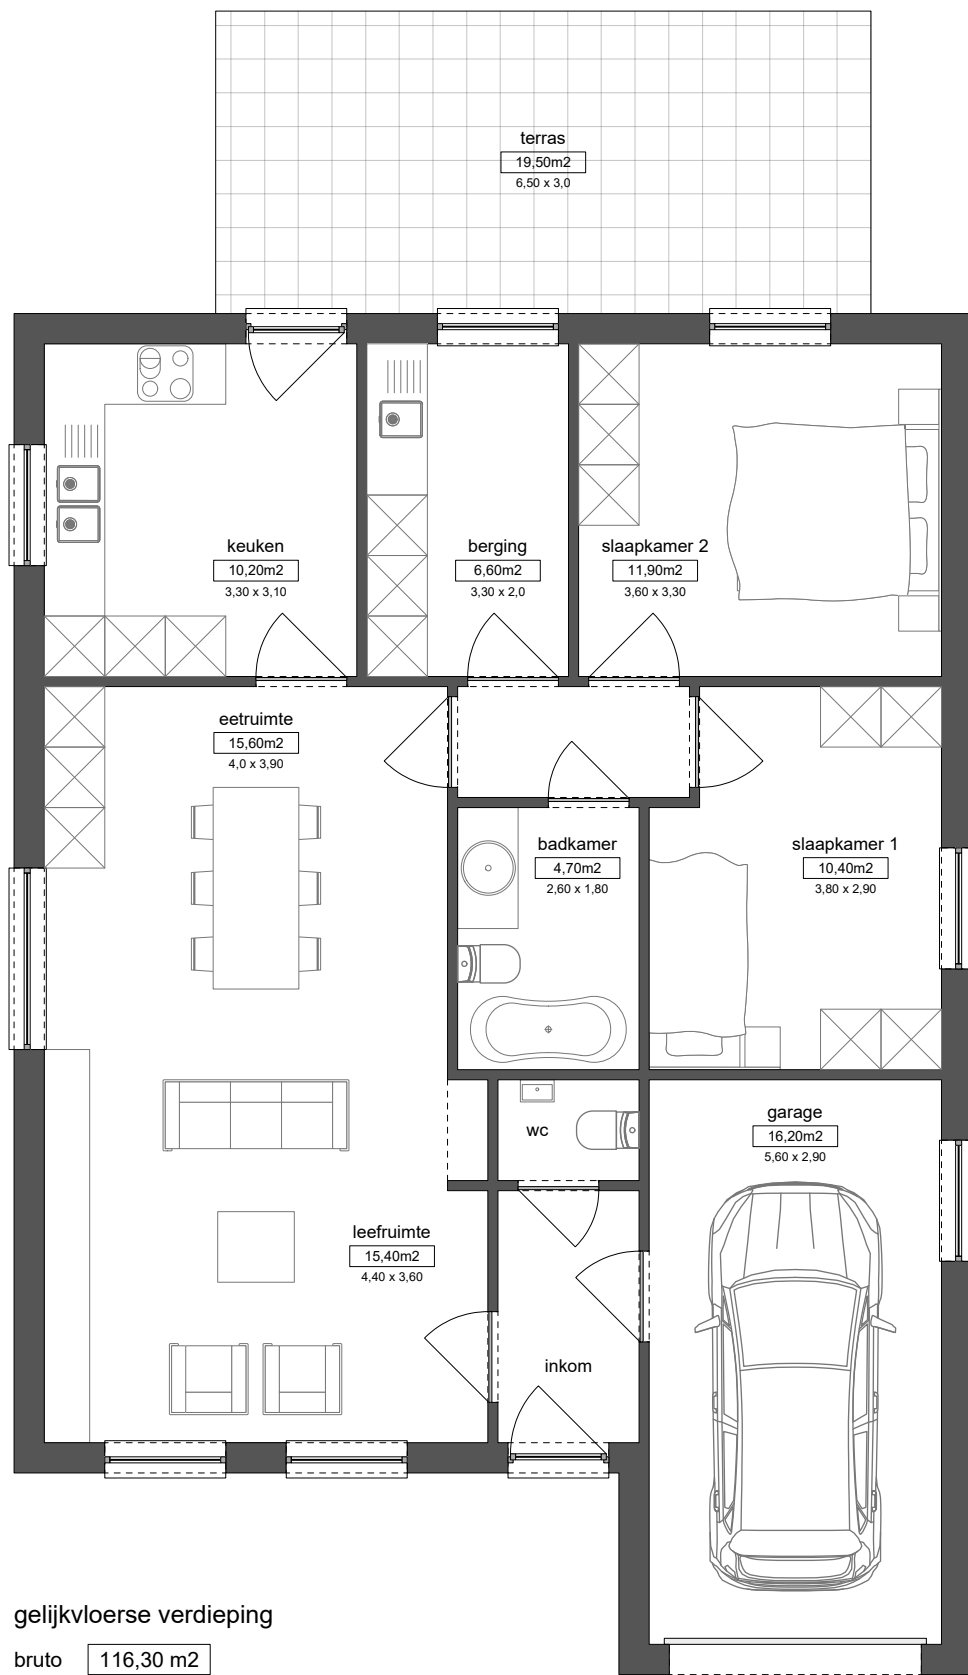 terras
19,50m2
6,50 x 3,0
keuken
10,20m2
3,30 x 3,10
berging
6,60m2
3,30 x 2,0
slaapkamer 2
11,90m2
3,60 x 3,30
eetruimte
15,60m2
4,0 x 3,90
badkamer
4,70m2
2,60 x 1,80
slaapkamer 1
10,40m2
3,80 x 2,90
wc
garage
16,20m2
5,60 x 2,90
leefruimte
15,40m2
4,40 x 3,60
inkom
gelijkvloerse verdieping
bruto 116,30 m2